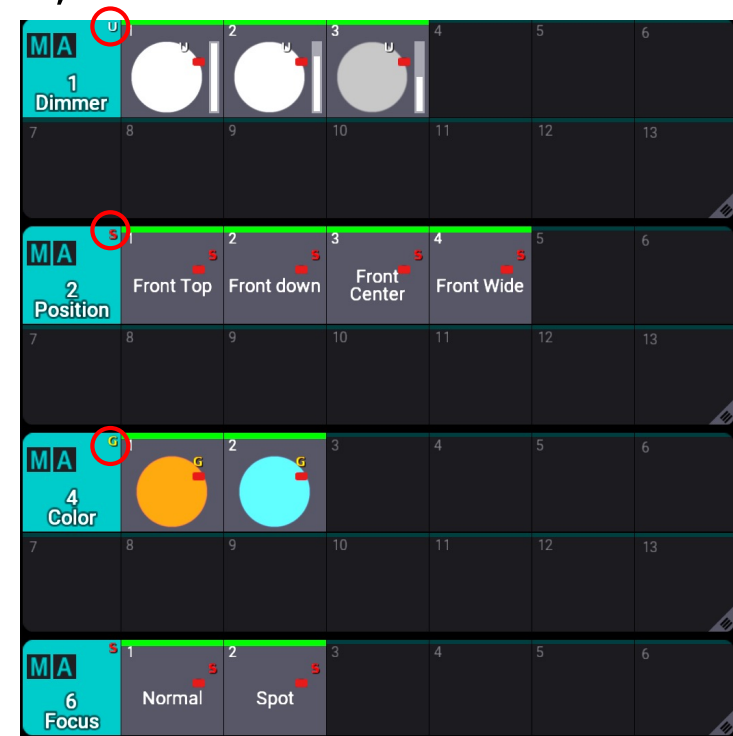 U 1 2 3 4 5 6
MA U U U
1
Dimmer
7 8 9 10 11 12 13
S 1 2 3 4 5 6
MA S S S S
2
Position
Front Top Front down Front Center Front Wide
7 8 9 10 11 12 13
G 1 2 3 4 5 6
MA G G
4
Color
7 8 9 10 11 12 13
S 1 2 3 4 5 6
MA S S
6
Focus
Normal Spot